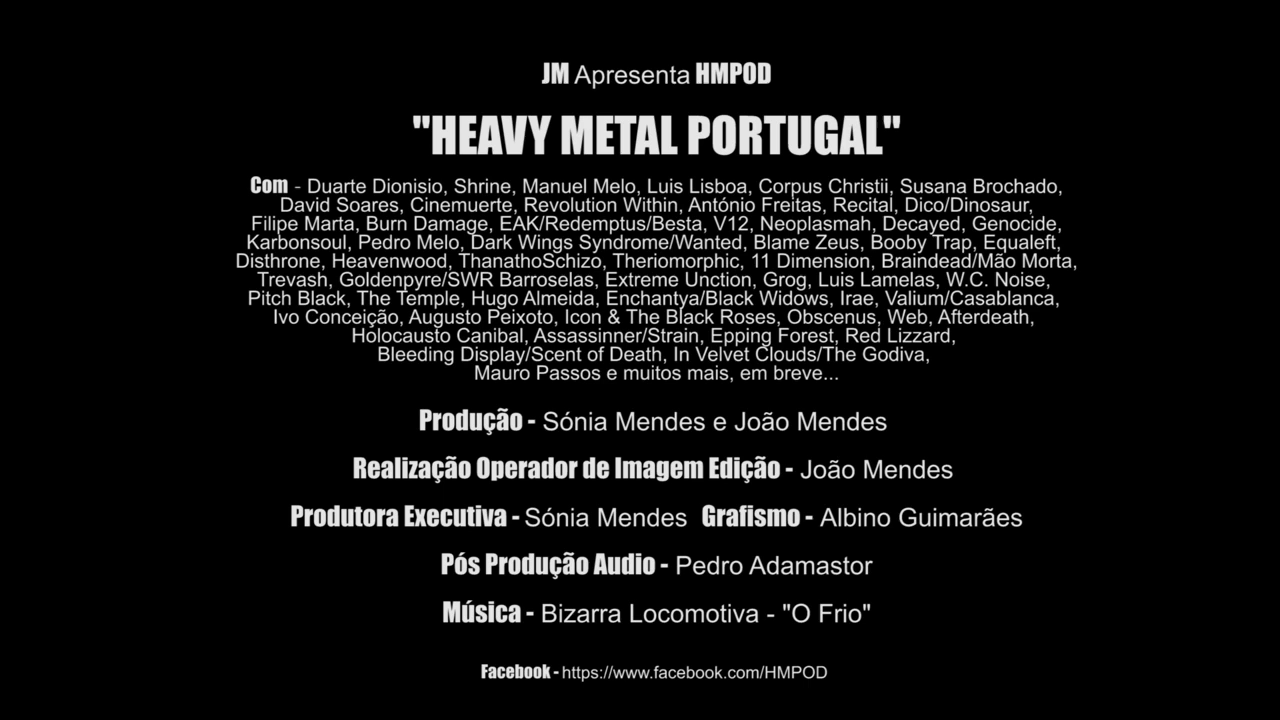 JM Apresenta HMPOD
"HEAVY METAL PORTUGAL"
Com - Duarte Dionisio, Shrine, Manuel Melo, Luis Lisboa, Corpus Christii, Susana Brochado,
David Soares, Cinemuerte, Revolution Within, António Freitas, Recital, Dico/Dinosaur,
Filipe Marta, Burn Damage, EAK/Redemptus/Besta, V12, Neoplasmah, Decayed, Genocide,
Karbonsoul, Pedro Melo, Dark Wings Syndrome/Wanted, Blame Zeus, Booby Trap, Equaleft,
Disthrone, Heavenwood, ThanathoSchizo, Theriomorphic, 11 Dimension, Braindead/Mão Morta,
Trevash, Goldenpyre/SWR Barroselas, Extreme Unction, Grog, Luis Lamelas, W.C. Noise,
Pitch Black, The Temple, Hugo Almeida, Enchantya/Black Widows, Irae, Valium/Casablanca,
Ivo Conceição, Augusto Peixoto, Icon & The Black Roses, Obscenus, Web, Afterdeath,
Holocausto Canibal, Assassinner/Strain, Epping Forest, Red Lizzard,
Bleeding Display/Scent of Death, In Velvet Clouds/The Godiva,
Mauro Passos e muitos mais, em breve...
Produção - Sónia Mendes e João Mendes
Realização Operador de Imagem Edição - João Mendes
Produtora Executiva - Sónia Mendes Grafismo - Albino Guimarães
Pós Produção Audio - Pedro Adamastor
Música - Bizarra Locomotiva - "O Frio"
Facebook - https://www.facebook.com/HMPOD